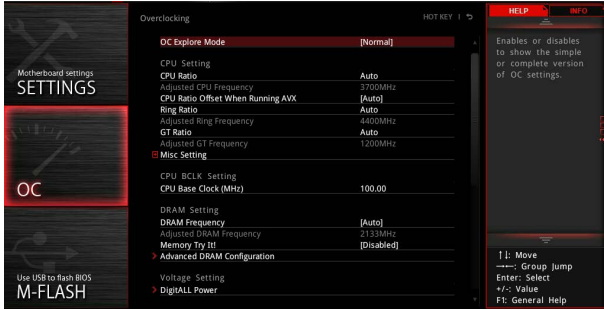 Motherboard settings
SETTINGS
OC
Use USB to flash BIOS
M-FLASH
Overclocking
HOT KEY | ⮌
OC Explore Mode [Normal]
CPU Setting
CPU Ratio Auto
Adjusted CPU Frequency 3700MHz
CPU Ratio Offset When Running AVX [Auto]
Ring Ratio Auto
Adjusted Ring Frequency 4400MHz
GT Ratio Auto
Adjusted GT Frequency 1200MHz
Misc Setting
CPU BCLK Setting
CPU Base Clock (MHz) 100.00
DRAM Setting
DRAM Frequency [Auto]
Adjusted DRAM Frequency 2133MHz
Memory Try It! [Disabled]
Advanced DRAM Configuration
Voltage Setting
DigitALL Power
HELP
INFO
Enables or disables
to show the simple
or complete version
of OC settings.
↑↓: Move
→←: Group Jump
Enter: Select
+/-: Value
F1: General Help